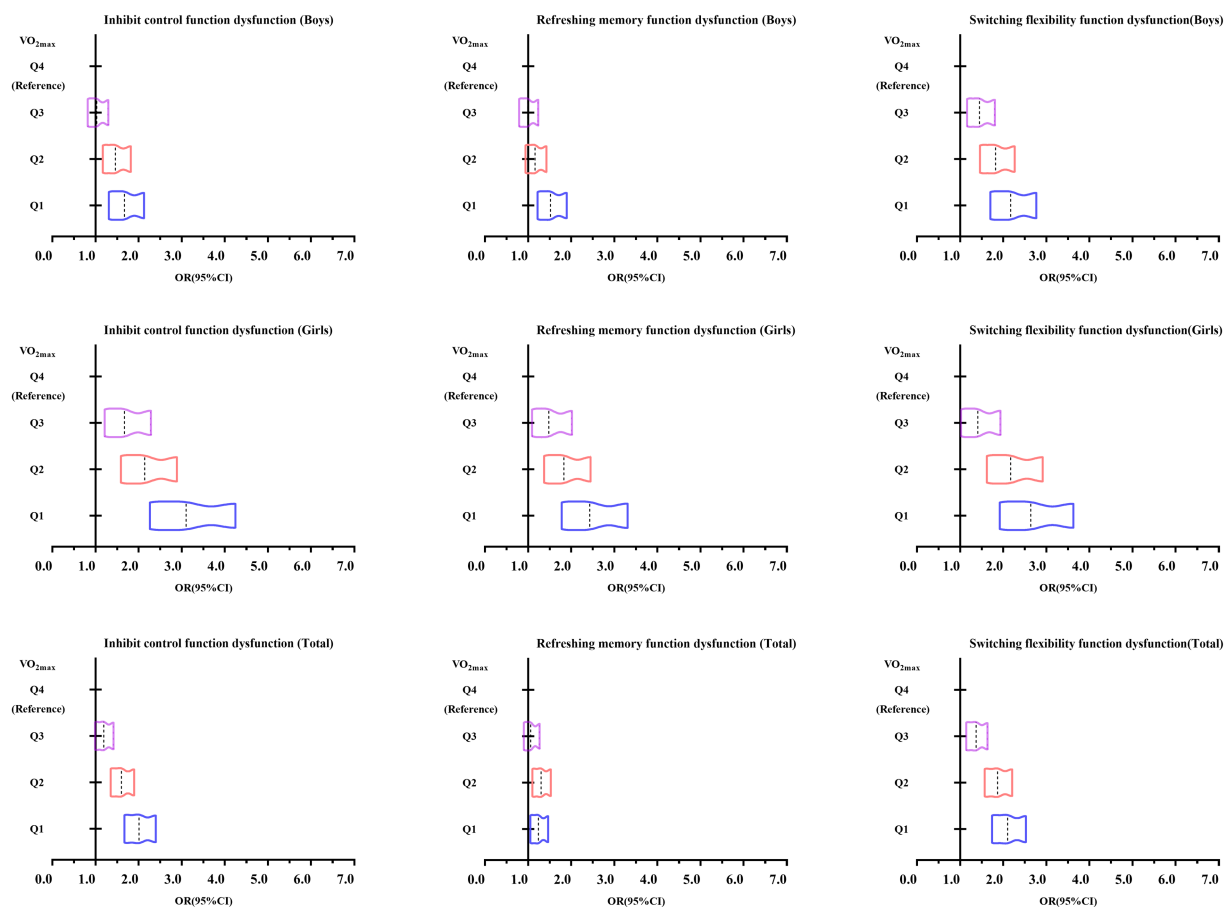 Inhibit control function dysfunction (Boys)
VO2max
Q4
(Reference)
Q3
Q2
Q1
0.0 1.0 2.0 3.0 4.0 5.0 6.0 7.0
OR(95%CI)
Refreshing memory function dysfunction (Boys)
VO2max
Q4
(Reference)
Q3
Q2
Q1
0.0 1.0 2.0 3.0 4.0 5.0 6.0 7.0
OR(95%CI)
Switching flexibility function dysfunction(Boys)
VO2max
Q4
(Reference)
Q3
Q2
Q1
0.0 1.0 2.0 3.0 4.0 5.0 6.0 7.0
OR(95%CI)
Inhibit control function dysfunction (Girls)
VO2max
Q4
(Reference)
Q3
Q2
Q1
0.0 1.0 2.0 3.0 4.0 5.0 6.0 7.0
OR(95%CI)
Refreshing memory function dysfunction (Girls)
VO2max
Q4
(Reference)
Q3
Q2
Q1
0.0 1.0 2.0 3.0 4.0 5.0 6.0 7.0
OR(95%CI)
Switching flexibility function dysfunction(Girls)
VO2max
Q4
(Reference)
Q3
Q2
Q1
0.0 1.0 2.0 3.0 4.0 5.0 6.0 7.0
OR(95%CI)
Inhibit control function dysfunction (Total)
VO2max
Q4
(Reference)
Q3
Q2
Q1
0.0 1.0 2.0 3.0 4.0 5.0 6.0 7.0
OR(95%CI)
Refreshing memory function dysfunction (Total)
VO2max
Q4
(Reference)
Q3
Q2
Q1
0.0 1.0 2.0 3.0 4.0 5.0 6.0 7.0
OR(95%CI)
Switching flexibility function dysfunction(Total)
VO2max
Q4
(Reference)
Q3
Q2
Q1
0.0 1.0 2.0 3.0 4.0 5.0 6.0 7.0
OR(95%CI)